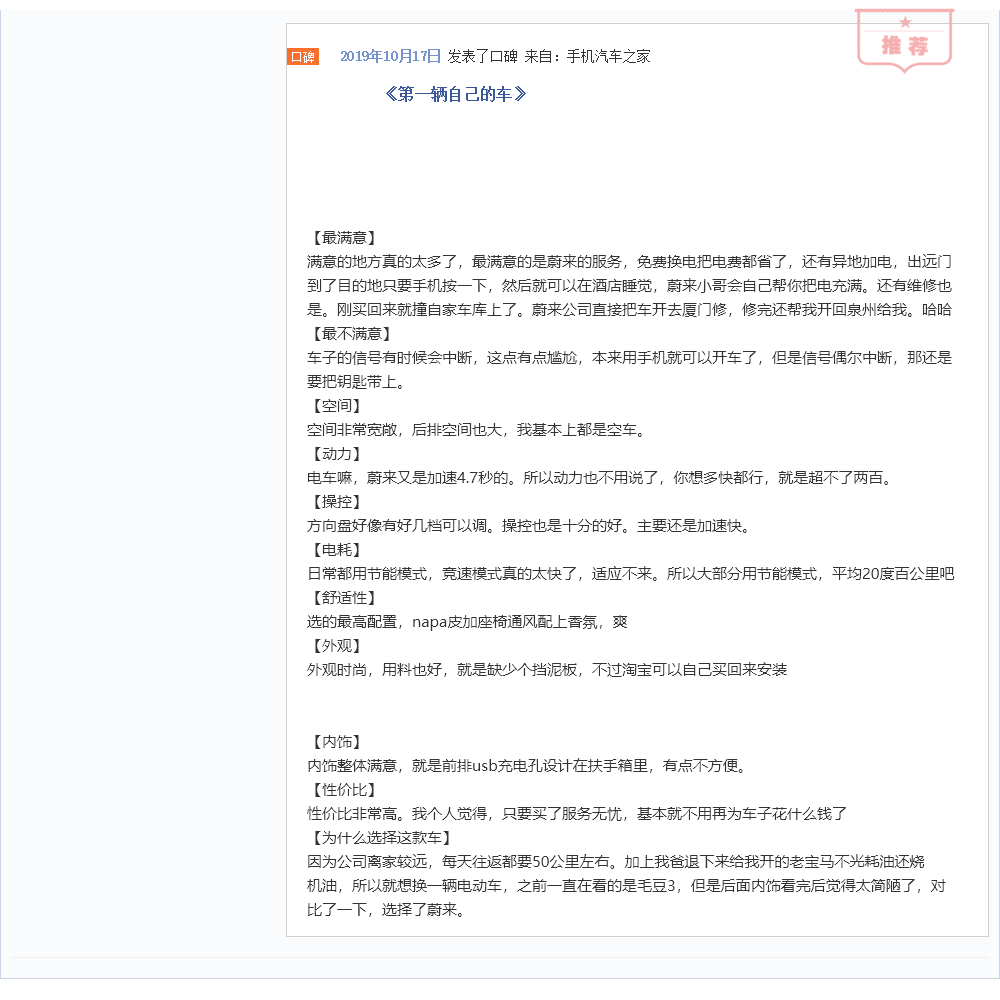 推荐
口碑 2019年10月17日 发表了口碑 来自：手机汽车之家
《第一辆自己的车》
【最满意】
满意的地方真的太多了，最满意的是蔚来的服务，免费换电把电费都省了，还有异地加电，出远门
到了目的地只要手机按一下，然后就可以在酒店睡觉，蔚来小哥会自己帮你把电充满。还有维修也
是。刚买回来就撞自家车库上了。蔚来公司直接把车开去厦门修，修完还帮我开回泉州给我。哈哈
【最不满意】
车子的信号有时候会中断，这点有点尴尬，本来用手机就可以开车了，但是信号偶尔中断，那还是
要把钥匙带上。
【空间】
空间非常宽敞，后排空间也大，我基本上都是空车。
【动力】
电车嘛，蔚来又是加速4.7秒的。所以动力也不用说了，你想多快都行，就是超不了两百。
【操控】
方向盘好像有好几档可以调。操控也是十分的好。主要还是加速快。
【电耗】
日常都用节能模式，竞速模式真的太快了，适应不来。所以大部分用节能模式，平均20度百公里吧
【舒适性】
选的最高配置，napa皮加座椅通风配上香氛，爽
【外观】
外观时尚，用料也好，就是缺少个挡泥板，不过淘宝可以自己买回来安装
【内饰】
内饰整体满意，就是前排usb充电孔设计在扶手箱里，有点不方便。
【性价比】
性价比非常高。我个人觉得，只要买了服务无忧，基本就不用再为车子花什么钱了
【为什么选择这款车】
因为公司离家较远，每天往返都要50公里左右。加上我爸退下来给我开的老宝马不光耗油还烧
机油，所以就想换一辆电动车，之前一直在看的是毛豆3，但是后面内饰看完后觉得太简陋了，对
比了一下，选择了蔚来。